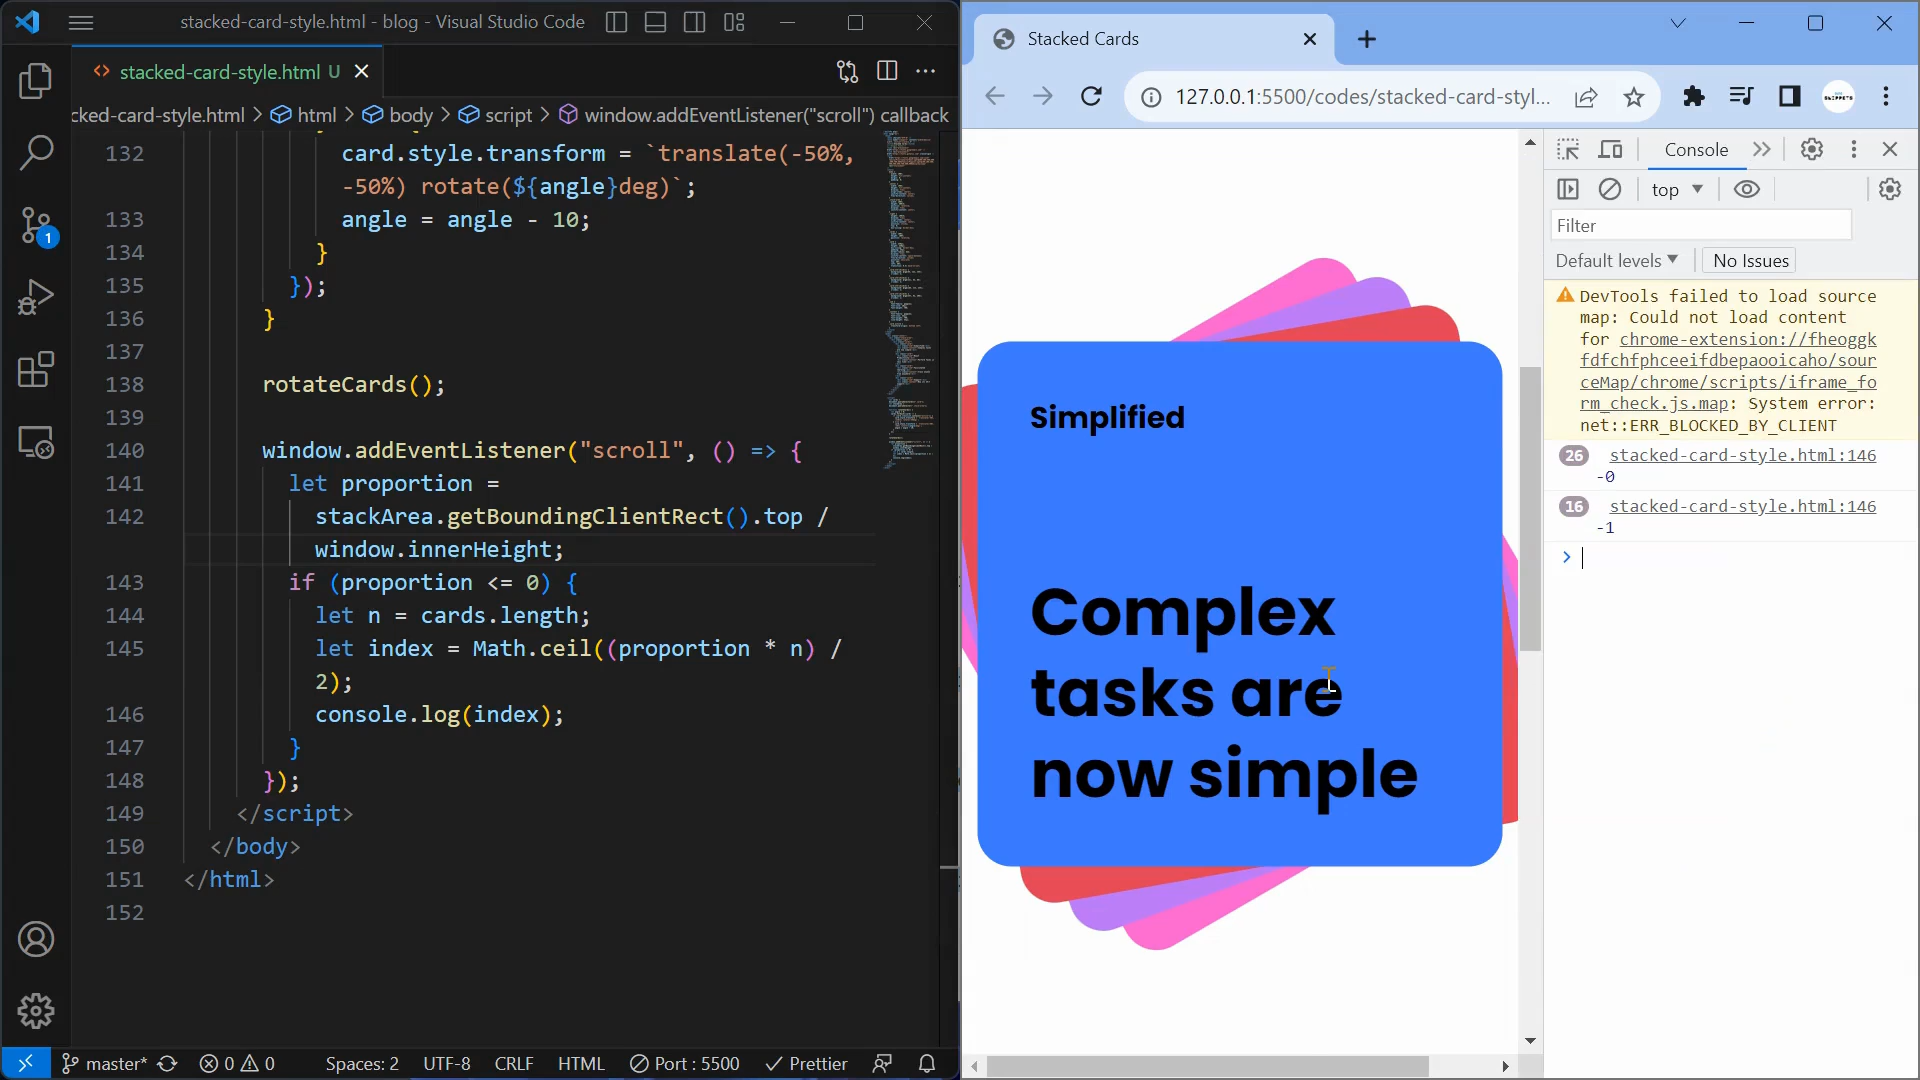 stacked-card-style.html - blog - Visual Studio Code
stacked-card-style.html U
cked-card-style.html > html > body > script > window.addEventListener("scroll") callback
132 card.style.transform = `translate(-50%,
-50%) rotate(${angle}deg)`;
133 angle = angle - 10;
134 }
135 });
136 }
137
138 rotateCards();
139
140 window.addEventListener("scroll", () => {
141 let proportion =
142 stackArea.getBoundingClientRect().top /
window.innerHeight;
143 if (proportion <= 0) {
144 let n = cards.length;
145 let index = Math.ceil((proportion * n) /
2);
146 console.log(index);
147 }
148 });
149 </script>
150 </body>
151 </html>
152
1
master* 0 0 Spaces: 2 UTF-8 CRLF HTML Port : 5500 Prettier
Stacked Cards
127.0.0.1:5500/codes/stacked-card-styl...
Simplified
Complex
tasks are
now simple
Console
top
Filter
Default levels No Issues
DevTools failed to load source
map: Could not load content
for chrome-extension://fheoggk
fdfchfphceeifdbepaooicaho/sour
ceMap/chrome/scripts/iframe_fo
rm_check.js.map: System error:
net::ERR_BLOCKED_BY_CLIENT
26 stacked-card-style.html:146
-0
16 stacked-card-style.html:146
-1